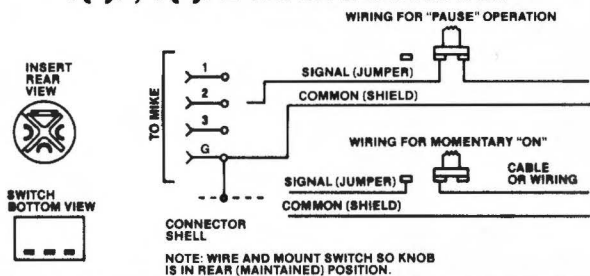 WIRING FOR "PAUSE" OPERATION
INSERT
REAR
VIEW
TO MIKE
1
2
3
G
SIGNAL (JUMPER)
COMMON (SHIELD)
WIRING FOR MOMENTARY "ON"
CABLE
OR WIRING
SIGNAL (JUMPER)
COMMON (SHIELD)
SWITCH
BOTTOM VIEW
CONNECTOR
SHELL
NOTE: WIRE AND MOUNT SWITCH SO KNOB
IS IN REAR (MAINTAINED) POSITION.